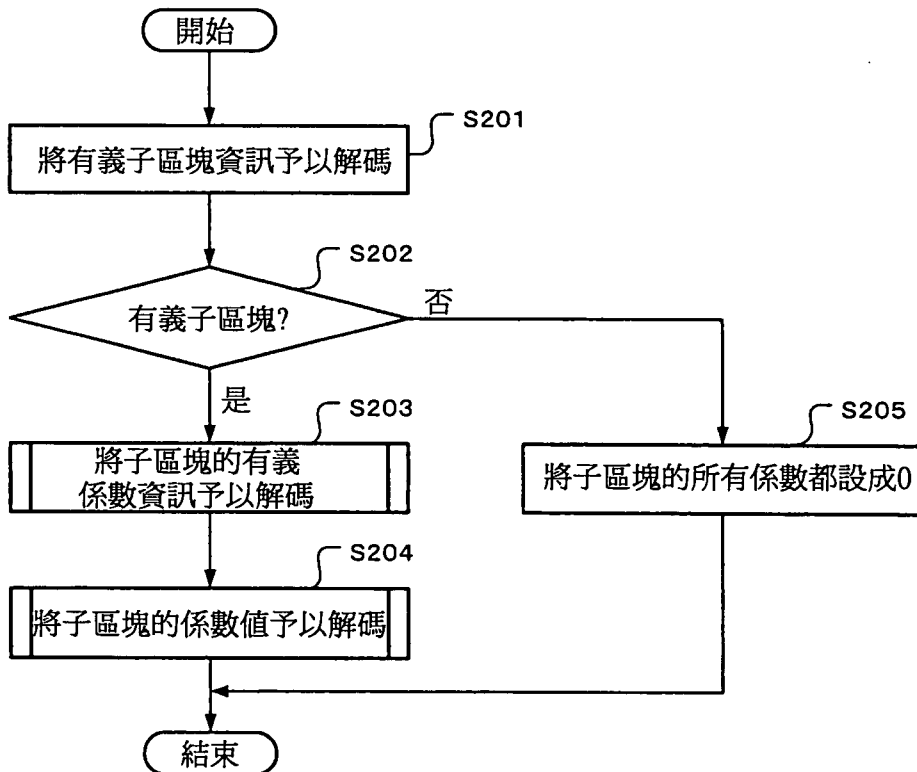 開始
S201
將有義子區塊資訊予以解碼
S202
有義子區塊?
否
是
S203
將子區塊的有義
係數資訊予以解碼
S205
將子區塊的所有係數都設成0
S204
將子區塊的係數值予以解碼
結束